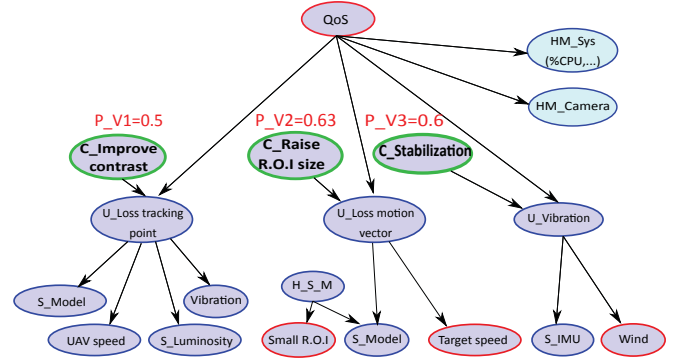 QoS
HM_Sys
(%CPU,...)
HM_Camera
P_V1=0.5
P_V2=0.63
P_V3=0.6
C_Improve
contrast
C_Raise
R.O.I size
C_Stabilization
U_Loss tracking
point
U_Loss motion
vector
U_Vibration
S_Model
Vibration
UAV speed
S_Luminosity
H_S_M
Small R.O.I
S_Model
Target speed
S_IMU
Wind